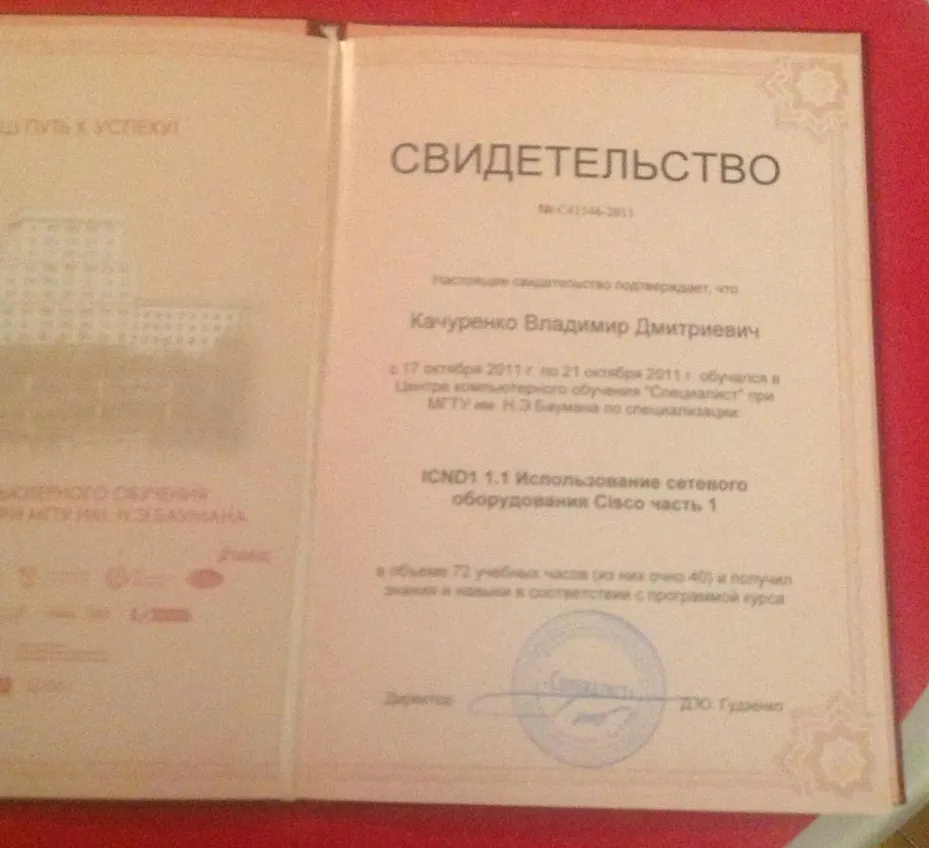 ПУТЬ К УСПЕХУ!
КОМПЬЮТЕРНОГО ОБУЧЕНИЯ
ПРИ МГТУ ИМ. Н.Э.БАУМАНА
СВИДЕТЕЛЬСТВО
Настоящее свидетельство подтверждает, что
Качуренко Владимир Дмитриевич
с 17 октября 2011 г. по 21 октября 2011 г. обучался в
Центре компьютерного обучения "Специалист" при
МГТУ им. Н.Э.Баумана по специализации:
ICND1 1.1 Использование сетевого
оборудования Cisco часть 1
в объеме 72 учебных часов (из них очно 40) и получил
знания и навыки в соответствии с программой курса
Директор
Специалист
Д.Ю. Гудзенко